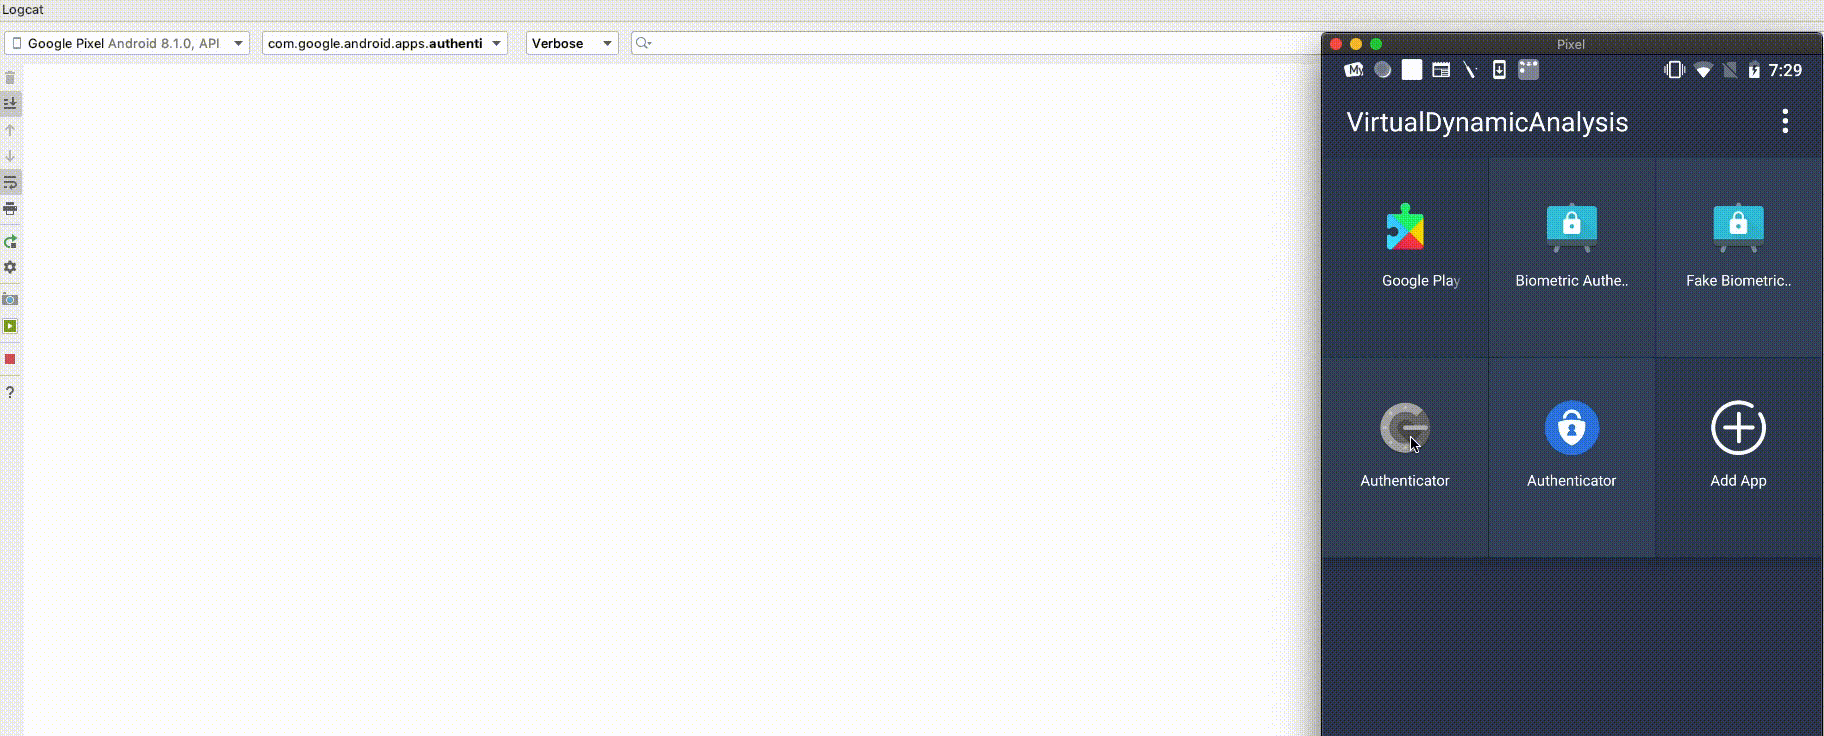 Logcat
Google Pixel Android 8.1.0, API
com.google.android.apps.authenti
Verbose
Pixel
7:29
VirtualDynamicAnalysis
Google Play
Biometric Authe..
Fake Biometric..
Authenticator
Authenticator
Add App
?